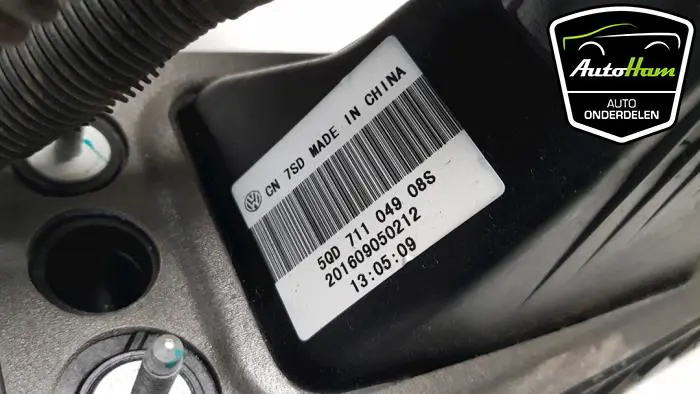 CN 7SD MADE IN CHINA
5QD 711 049 08S
201609050212
13:05:09
AutoHam
AUTO
ONDERDELEN